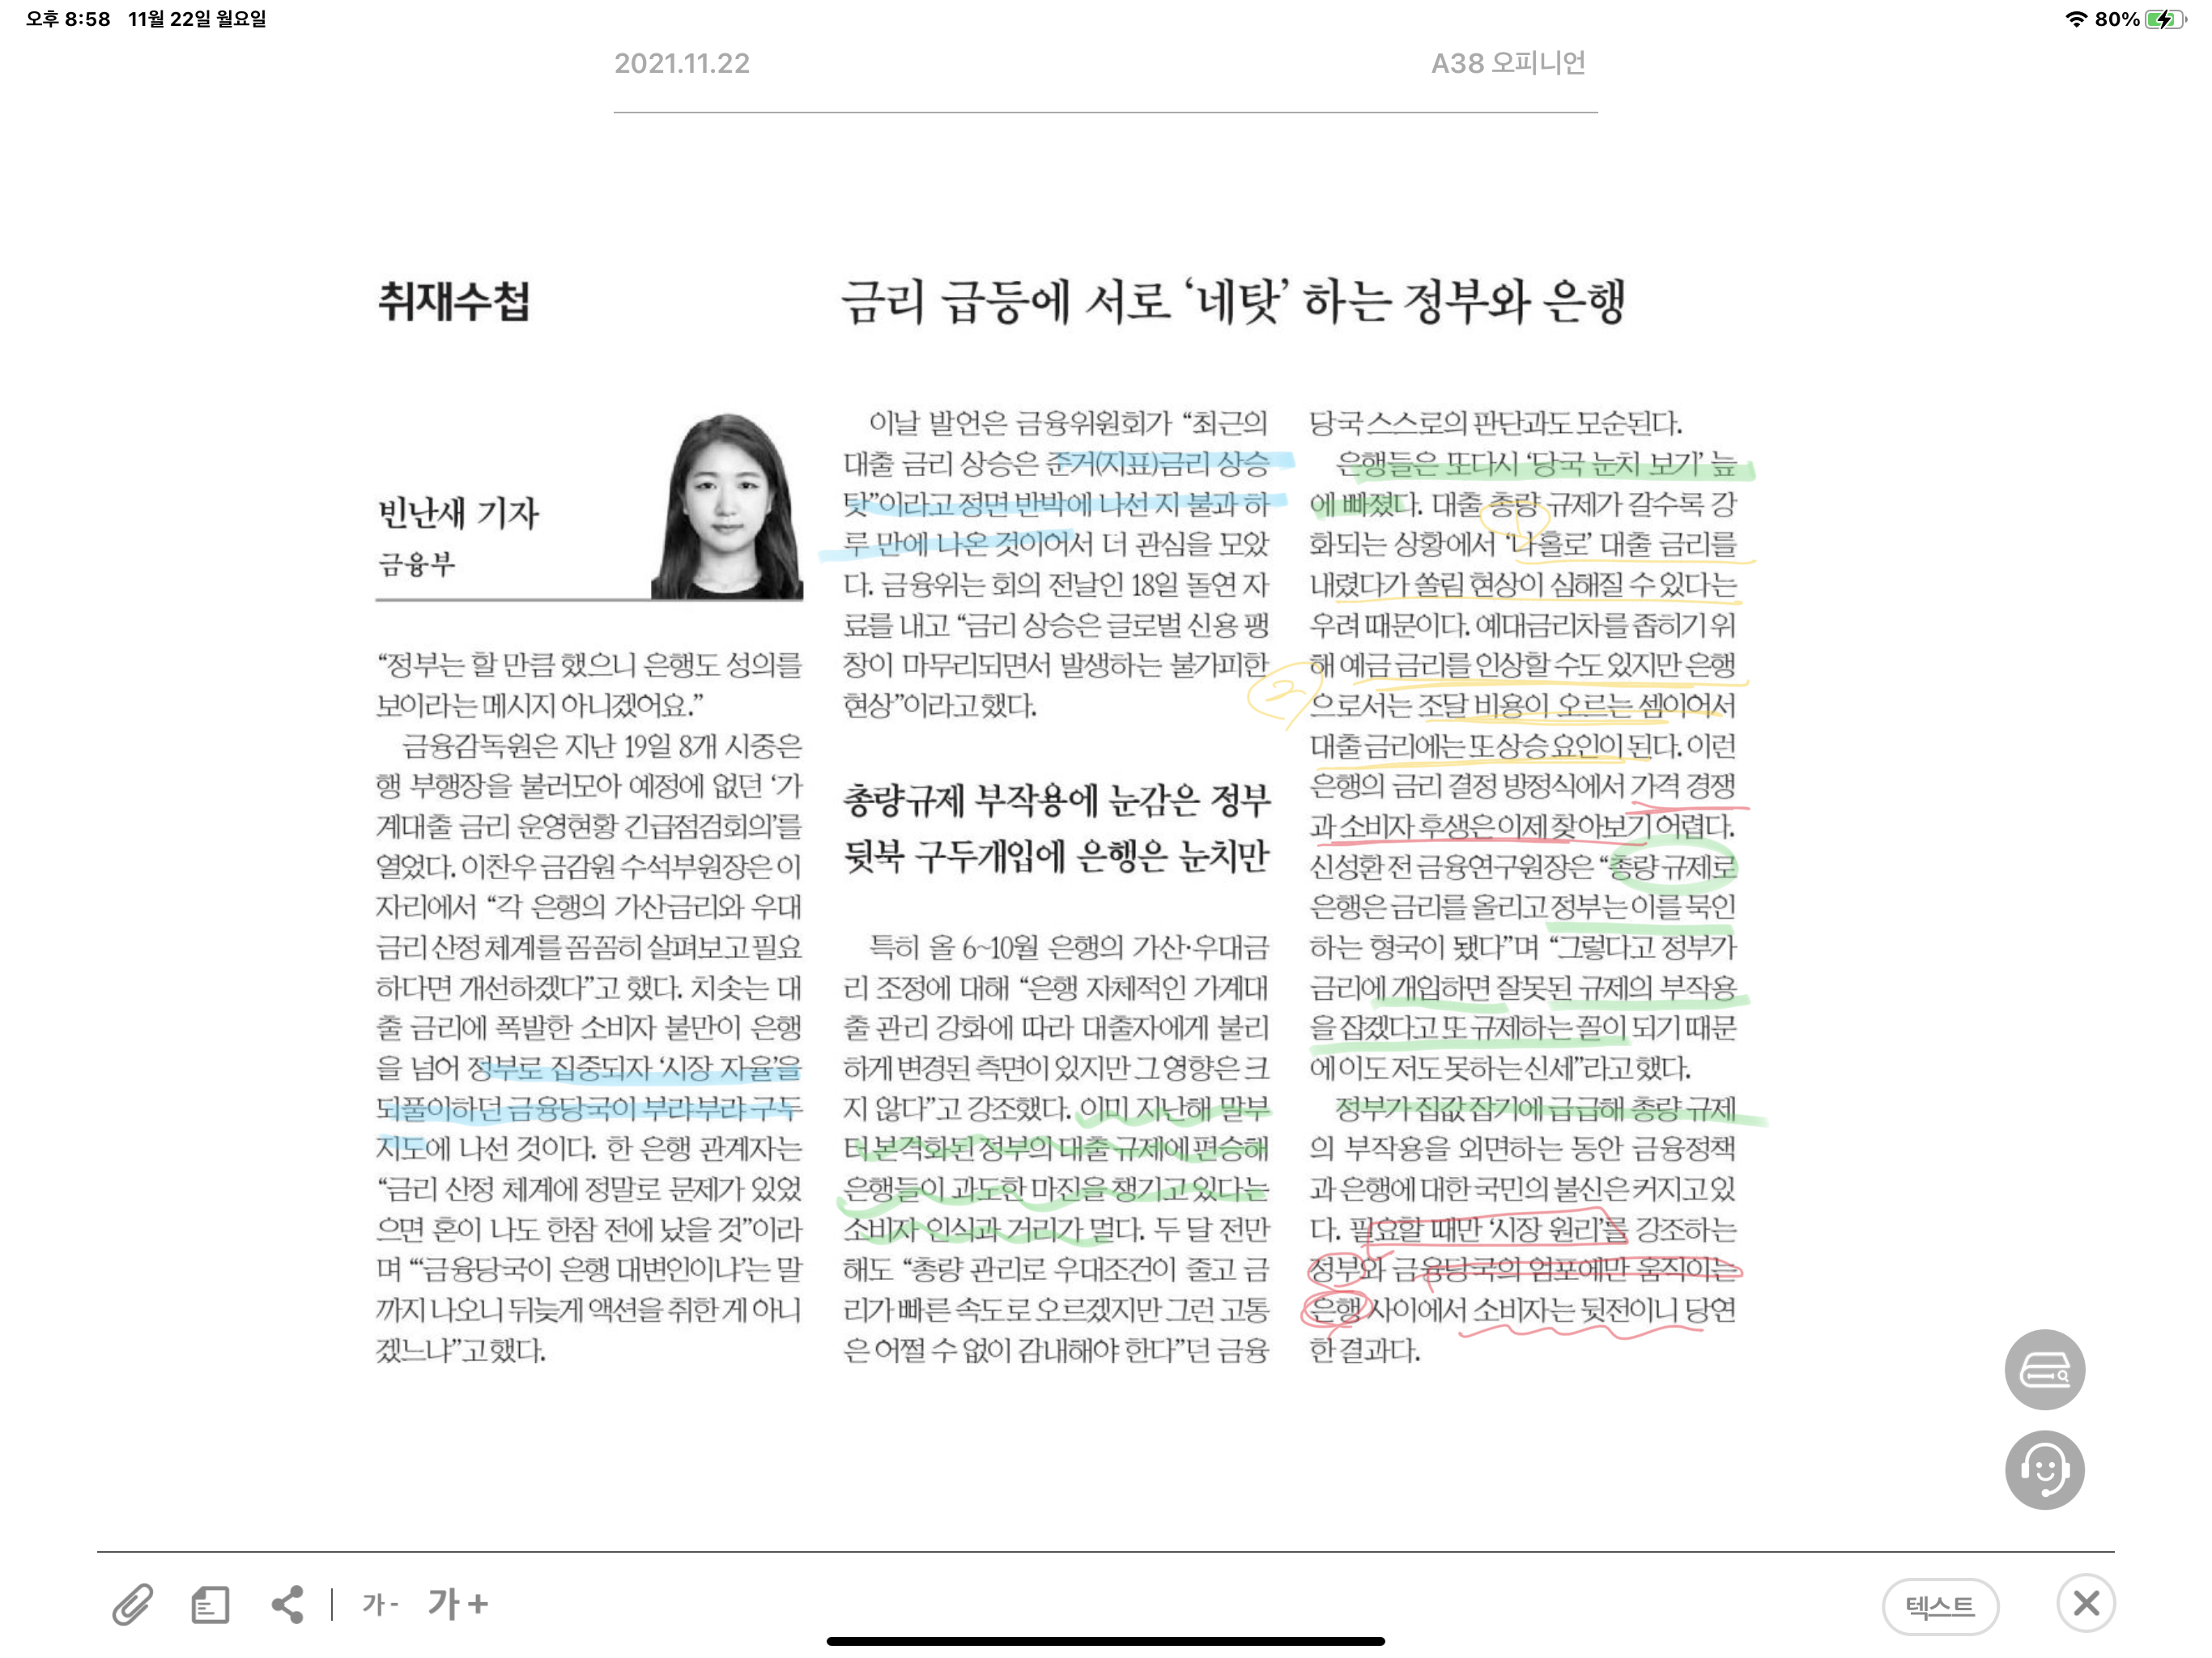 오후 8:58 11월 22일 월요일
80%
2021.11.22
A38 오피니언
취재수첩
금리 급등에 서로 ‘네탓’ 하는 정부와 은행
빈난새 기자
금융부
“정부는 할 만큼 했으니 은행도 성의를
보이라는 메시지 아니겠어요.”
금융감독원은 지난 19일 8개 시중은
행 부행장을 불러모아 예정에 없던 ‘가
계대출 금리 운영현황 긴급점검회의’를
열었다. 이찬우 금감원 수석부원장은 이
자리에서 “각 은행의 가산금리와 우대
금리 산정 체계를 꼼꼼히 살펴보고 필요
하다면 개선하겠다”고 했다. 치솟는 대
출 금리에 폭발한 소비자 불만이 은행
을 넘어 정부로 집중되자 ‘시장 자율’을
되풀이하던 금융당국이 부랴부랴 구두
지도에 나선 것이다. 한 은행 관계자는
“금리 산정 체계에 정말로 문제가 있었
으면 혼이 나도 한참 전에 났을 것”이라
며 “‘금융당국이 은행 대변인이냐’는 말
까지 나오니 뒤늦게 액션을 취한 게 아니
겠느냐”고 했다.
이날 발언은 금융위원회가 “최근의
대출 금리 상승은 준거(지표)금리 상승
탓”이라고 정면 반박에 나선 지 불과 하
루 만에 나온 것이어서 더 관심을 모았
다. 금융위는 회의 전날인 18일 돌연 자
료를 내고 “금리 상승은 글로벌 신용 팽
창이 마무리되면서 발생하는 불가피한
현상”이라고 했다.
총량규제 부작용에 눈감은 정부
뒷북 구두개입에 은행은 눈치만
특히 올 6~10월 은행의 가산·우대금
리 조정에 대해 “은행 자체적인 가계대
출 관리 강화에 따라 대출자에게 불리
하게 변경된 측면이 있지만 그 영향은 크
지 않다”고 강조했다. 이미 지난해 말부
터 본격화된 정부의 대출 규제에 편승해
은행들이 과도한 마진을 챙기고 있다는
소비자 인식과 거리가 멀다. 두 달 전만
해도 “총량 관리로 우대조건이 줄고 금
리가 빠른 속도로 오르겠지만 그런 고통
은 어쩔 수 없이 감내해야 한다”던 금융
당국 스스로의 판단과도 모순된다.
은행들은 또다시 ‘당국 눈치 보기’ 늪
에 빠졌다. 대출 총량 규제가 갈수록 강
화되는 상황에서 ‘나홀로’ 대출 금리를
내렸다가 쏠림 현상이 심해질 수 있다는
우려 때문이다. 예대금리차를 좁히기 위
해 예금 금리를 인상할 수도 있지만 은행
으로서는 조달 비용이 오르는 셈이어서
대출 금리에는 또 상승 요인이 된다. 이런
은행의 금리 결정 방정식에서 가격 경쟁
과 소비자 후생은 이제 찾아보기 어렵다.
신성환 전 금융연구원장은 “총량 규제로
은행은 금리를 올리고 정부는 이를 묵인
하는 형국이 됐다”며 “그렇다고 정부가
금리에 개입하면 잘못된 규제의 부작용
을 잡겠다고 또 규제하는 꼴이 되기 때문
에 이도 저도 못하는 신세”라고 했다.
정부가 집값 잡기에 급급해 총량 규제
의 부작용을 외면하는 동안 금융정책
과 은행에 대한 국민의 불신은 커지고 있
다. 필요할 때만 ‘시장 원리’를 강조하는
정부와 금융당국의 엄포에만 움직이는
은행 사이에서 소비자는 뒷전이니 당연
한 결과다.
1
2
가-
가+
텍스트